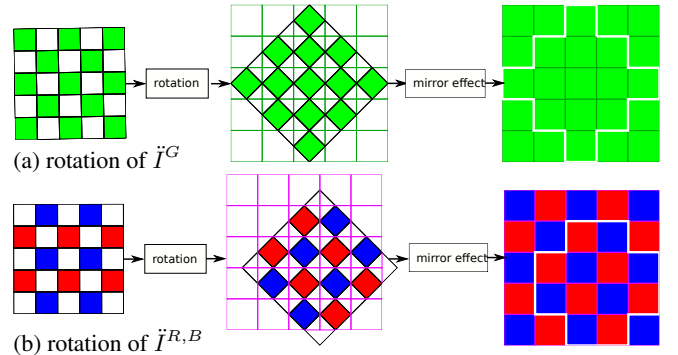 rotation
mirror effect
(a) rotation of Ï^G
rotation
mirror effect
(b) rotation of Ï^{R,B}